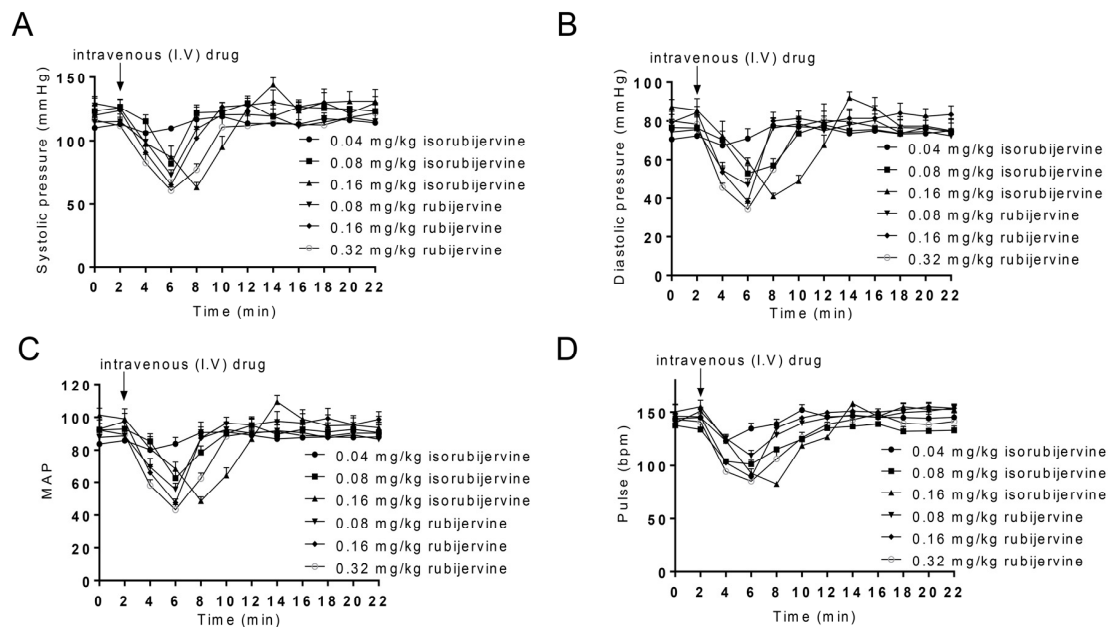 A
intravenous (I.V) drug
Systolic pressure (mmHg)
150
100
50
0
0 2 4 6 8 10 12 14 16 18 20 22
Time (min)
0.04 mg/kg isorubijervine
0.08 mg/kg isorubijervine
0.16 mg/kg isorubijervine
0.08 mg/kg rubijervine
0.16 mg/kg rubijervine
0.32 mg/kg rubijervine
B
intravenous (I.V) drug
Diastolic pressure (mmHg)
100
80
60
40
20
0
0 2 4 6 8 10 12 14 16 18 20 22
Time (min)
0.04 mg/kg isorubijervine
0.08 mg/kg isorubijervine
0.16 mg/kg isorubijervine
0.08 mg/kg rubijervine
0.16 mg/kg rubijervine
0.32 mg/kg rubijervine
C
intravenous (I.V) drug
MAP
120
100
80
60
40
20
0
0 2 4 6 8 10 12 14 16 18 20 22
Time (min)
0.04 mg/kg isorubijervine
0.08 mg/kg isorubijervine
0.16 mg/kg isorubijervine
0.08 mg/kg rubijervine
0.16 mg/kg rubijervine
0.32 mg/kg rubijervine
D
intravenous (I.V) drug
Pulse (bpm)
150
100
50
0
0 2 4 6 8 10 12 14 16 18 20 22
Time (min)
0.04 mg/kg isorubijervine
0.08 mg/kg isorubijervine
0.16 mg/kg isorubijervine
0.08 mg/kg rubijervine
0.16 mg/kg rubijervine
0.32 mg/kg rubijervine